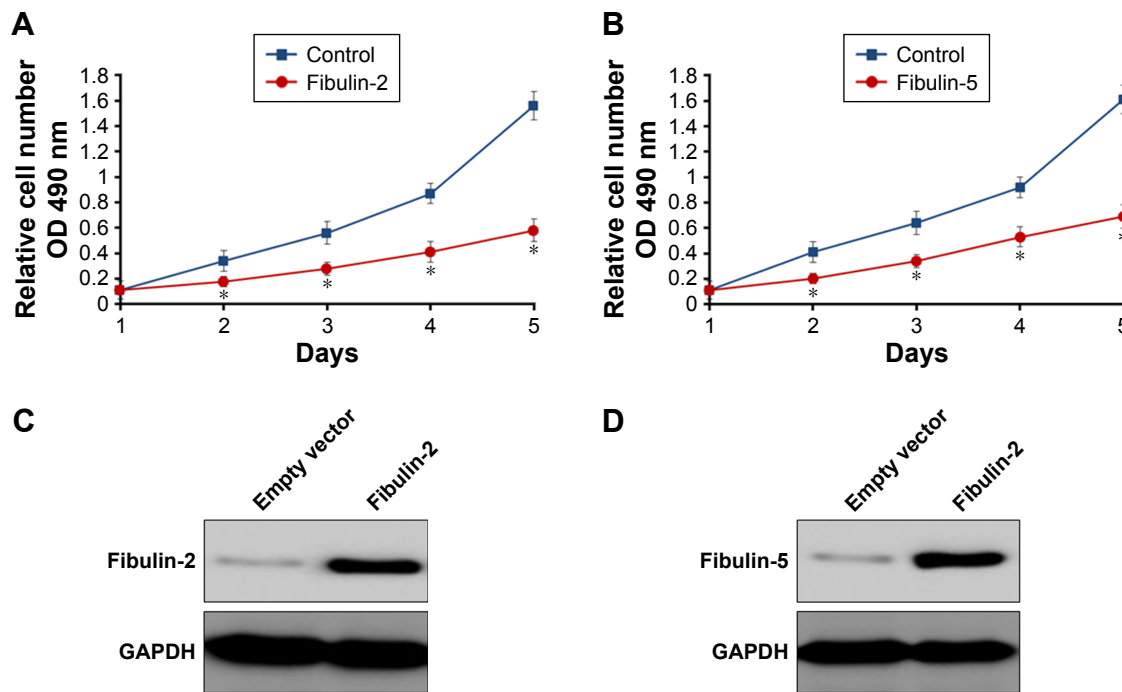 A
Control
Fibulin-2
Relative cell number
OD 490 nm
1.8
1.6
1.4
1.2
1
0.8
0.6
0.4
0.2
0
* * * *
1 2 3 4 5
Days
B
Control
Fibulin-5
Relative cell number
OD 490 nm
1.8
1.6
1.4
1.2
1
0.8
0.6
0.4
0.2
0
* * * *
1 2 3 4 5
Days
C
Empty vector
Fibulin-2
Fibulin-2
GAPDH
D
Empty vector
Fibulin-2
Fibulin-5
GAPDH